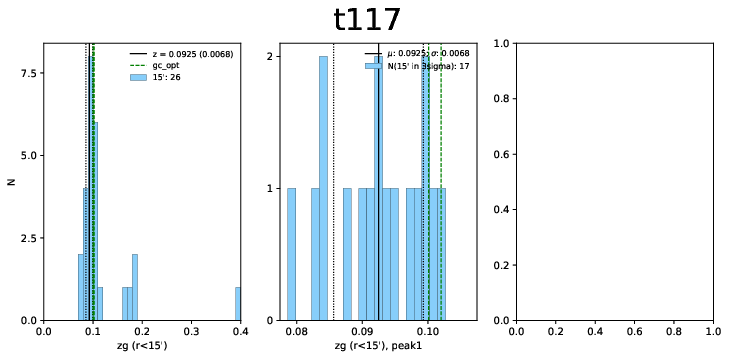 t117
z = 0.0925 (0.0068)
gc_opt
15': 26
N
7.5
5.0
2.5
0.0
0.0 0.1 0.2 0.3 0.4
zg (r<15')
μ: 0.0925, σ: 0.0068
N(15' in 3sigma): 17
2
1
0
0.08 0.09 0.10
zg (r<15'), peak1
1.0
0.8
0.6
0.4
0.2
0.0
0.0 0.2 0.4 0.6 0.8 1.0